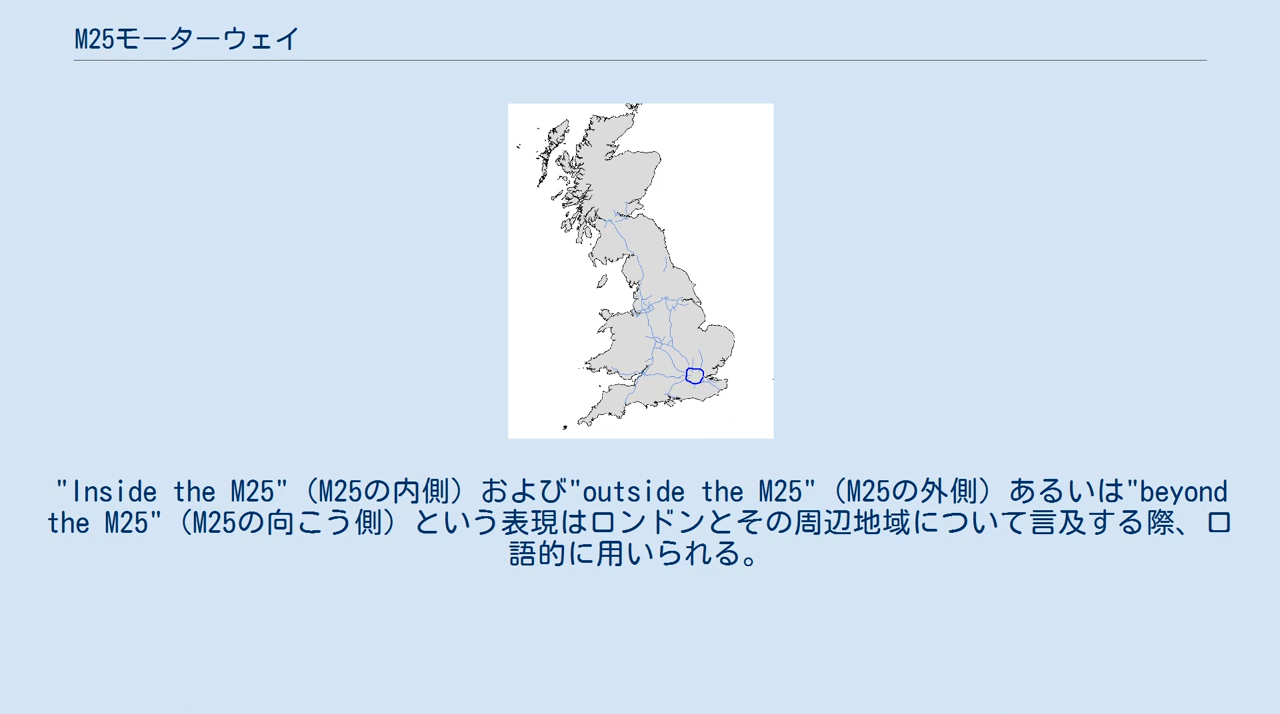 M25モーターウェイ
"Inside the M25"（M25の内側）および"outside the M25"（M25の外側）あるいは"beyond
the M25"（M25の向こう側）という表現はロンドンとその周辺地域について言及する際、口
語的に用いられる。